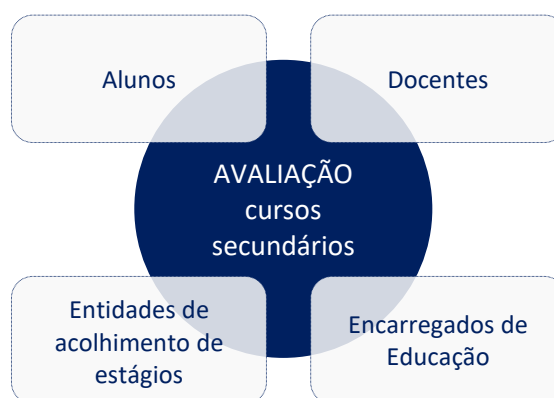 Alunos
Docentes
AVALIAÇÃO
cursos
secundários
Entidades de
acolhimento de
estágios
Encarregados de
Educação